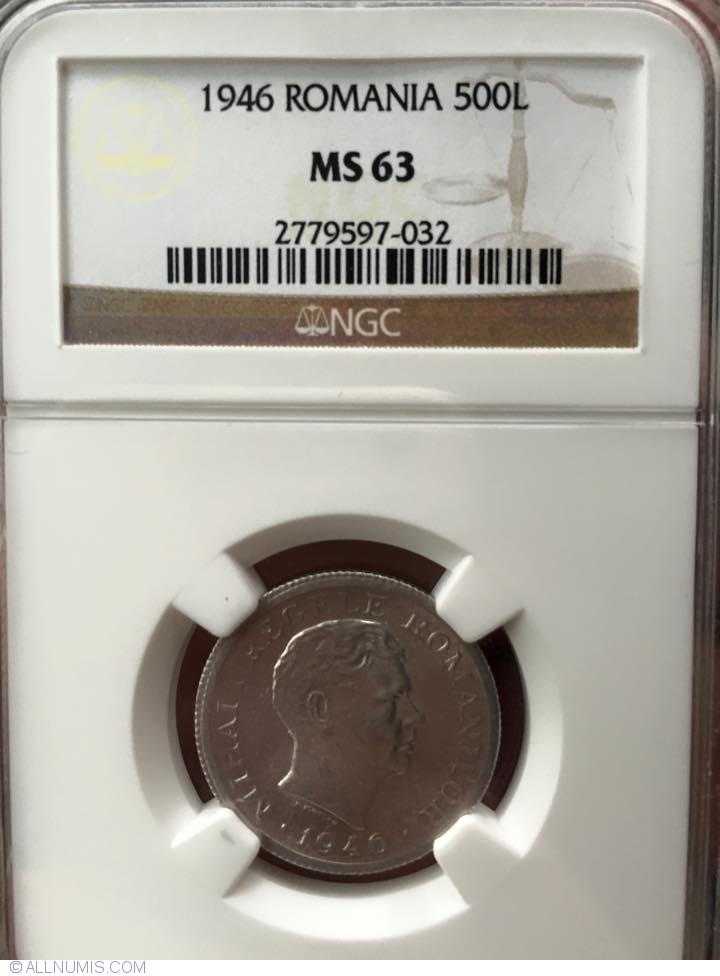 1946 ROMANIA 500L
MS 63
2779597-032
NGC
MIHAI I REGELE ROMANILOR
· 1946 ·
© ALLNUMIS.COM